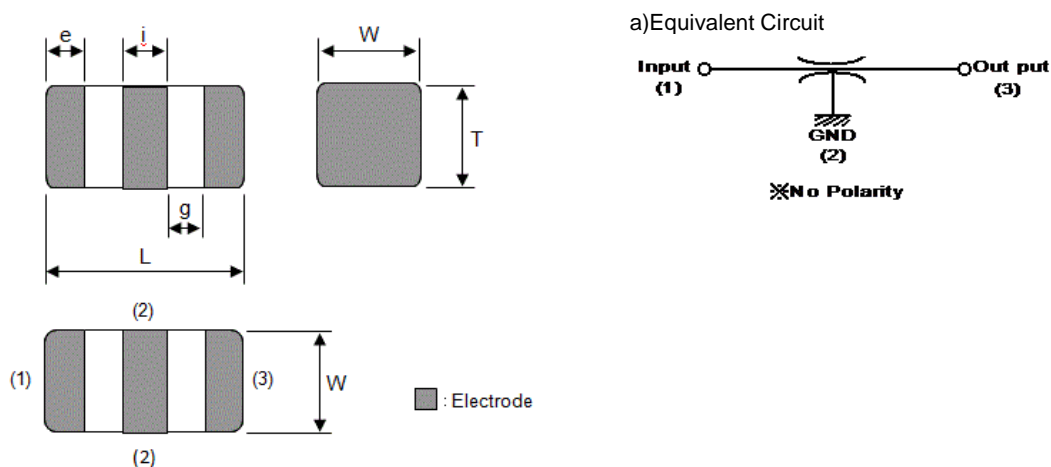 e
i
W
a)Equivalent Circuit
Input
(1)
Out put
(3)
GND
(2)
※No Polarity
T
g
L
(2)
(1)
(3)
W
: Electrode
(2)